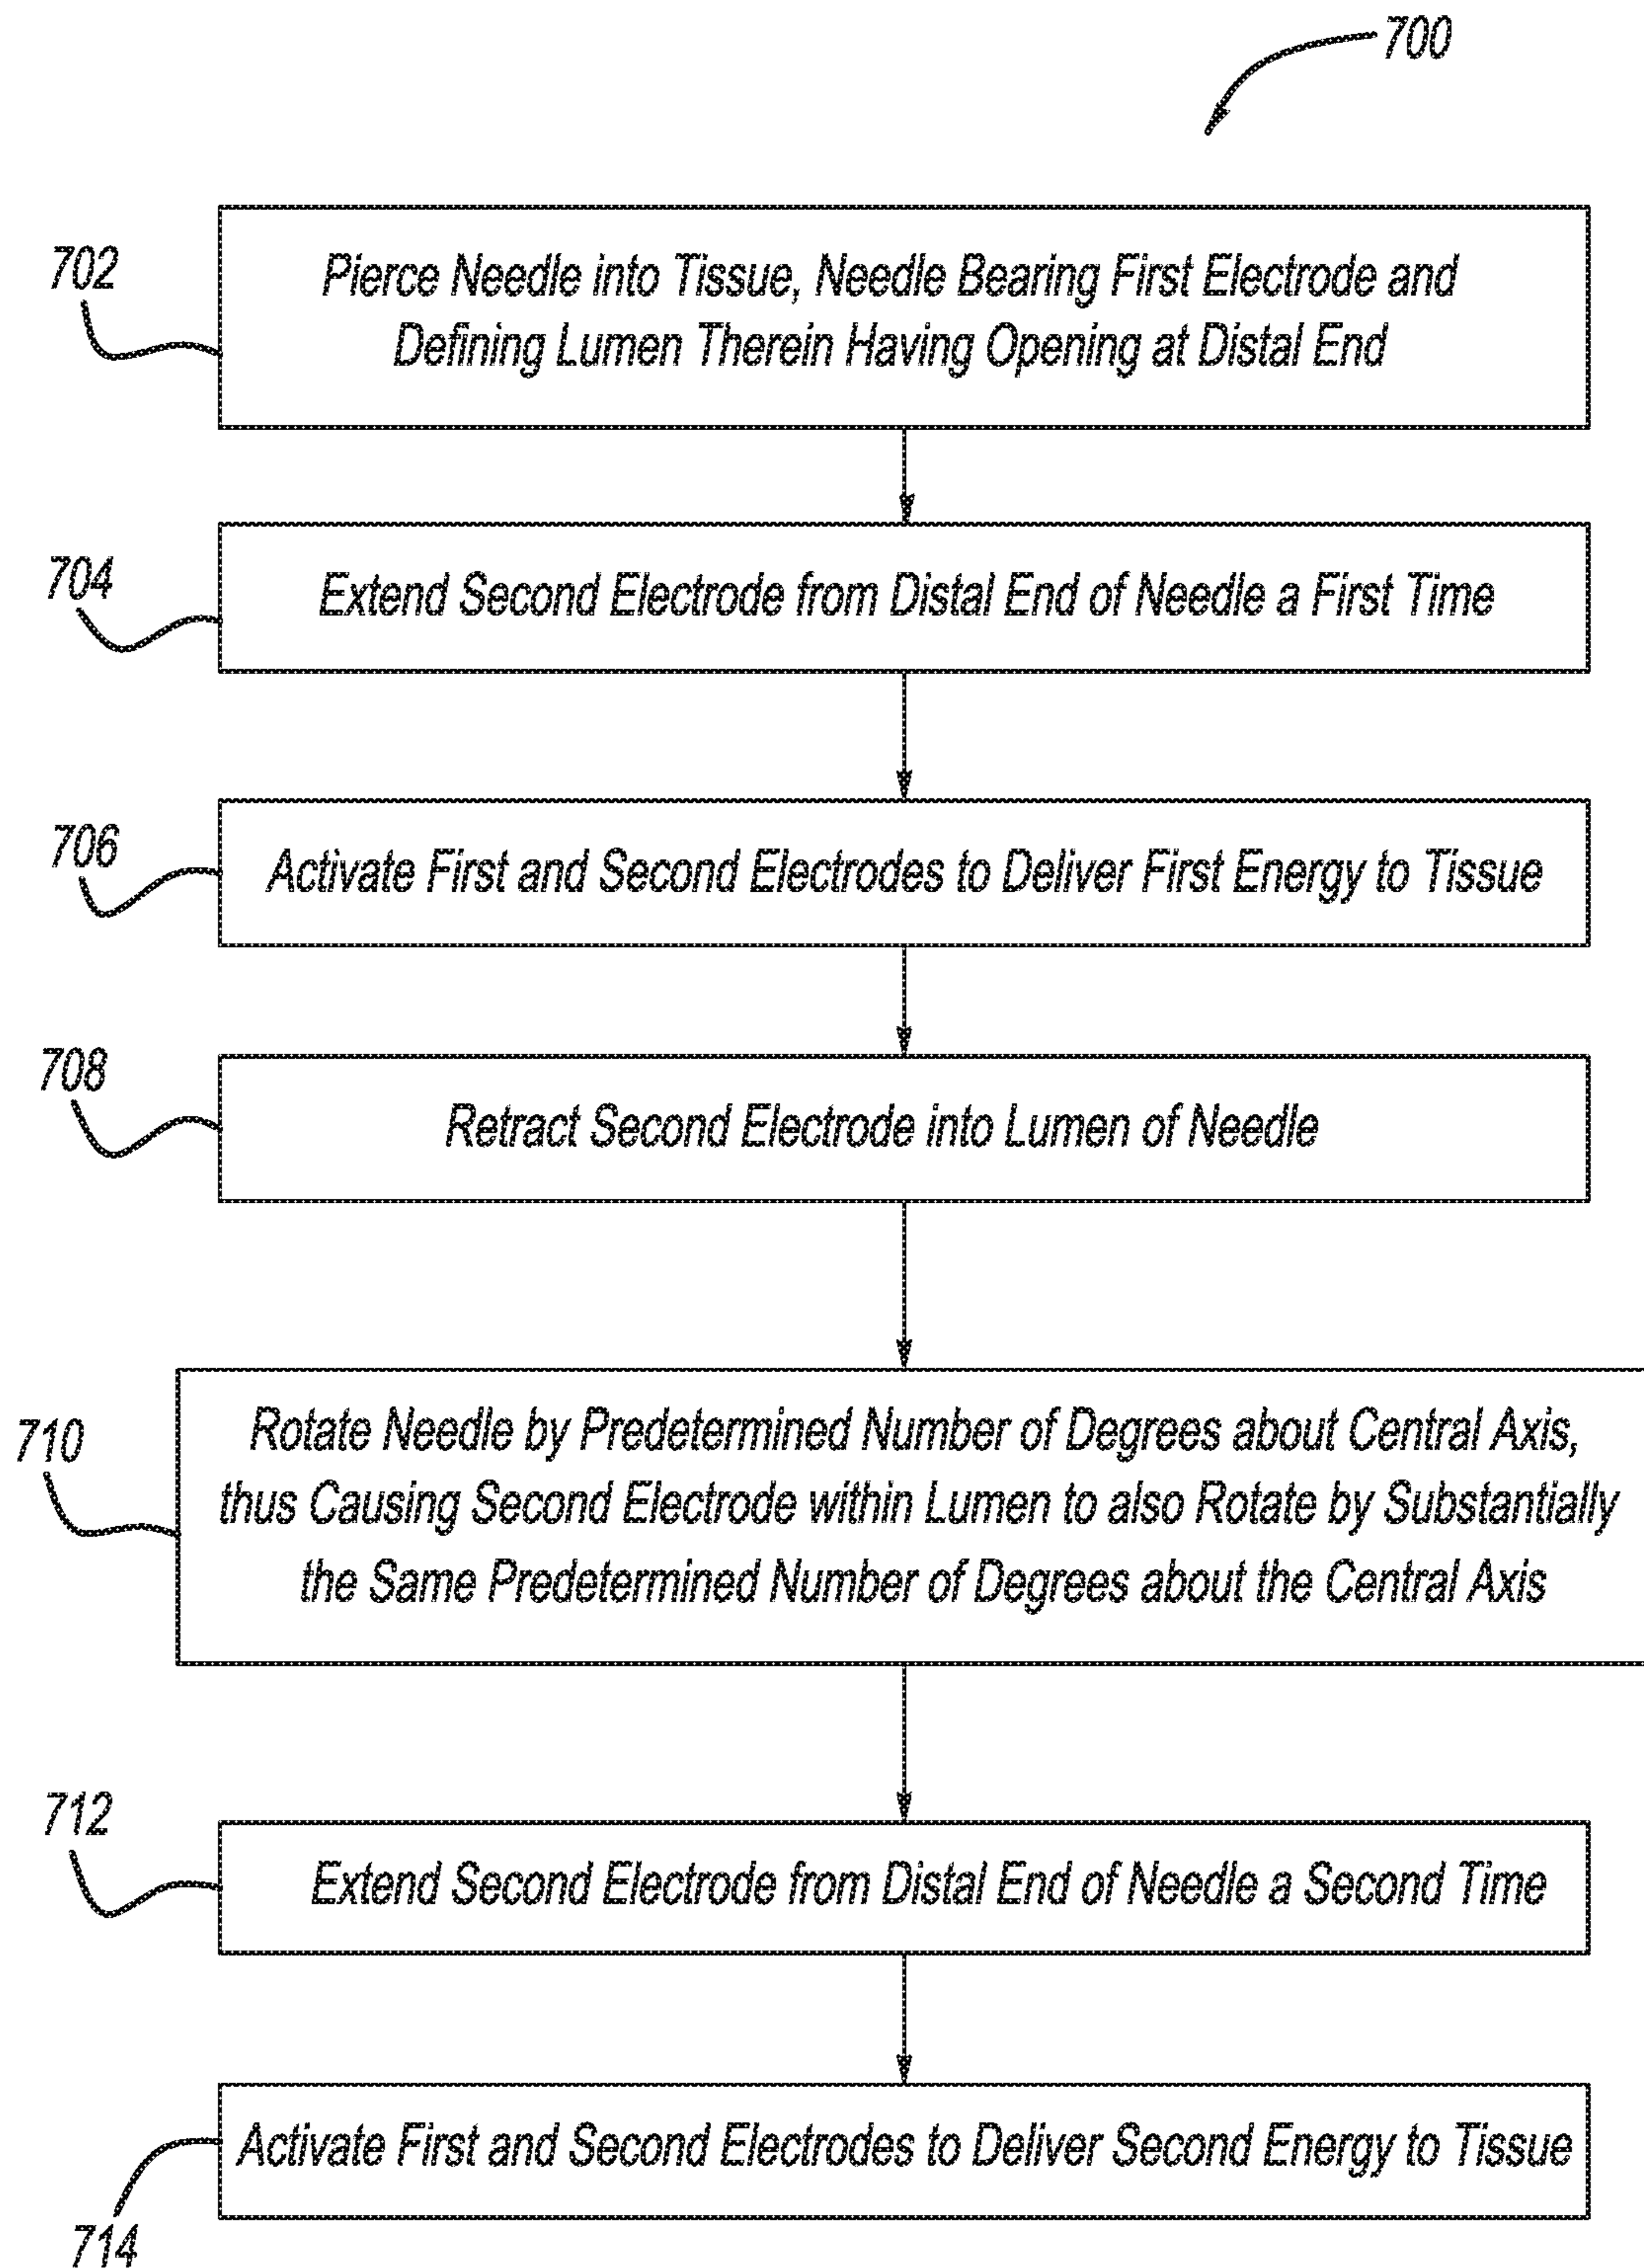 700
702
Pierce Needle into Tissue, Needle Bearing First Electrode and
Defining Lumen Therein Having Opening at Distal End
704
Extend Second Electrode from Distal End of Needle a First Time
706
Activate First and Second Electrodes to Deliver First Energy to Tissue
708
Retract Second Electrode into Lumen of Needle
710
Rotate Needle by Predetermined Number of Degrees about Central Axis,
thus Causing Second Electrode within Lumen to also Rotate by Substantially
the Same Predetermined Number of Degrees about the Central Axis
712
Extend Second Electrode from Distal End of Needle a Second Time
Activate First and Second Electrodes to Deliver Second Energy to Tissue
714